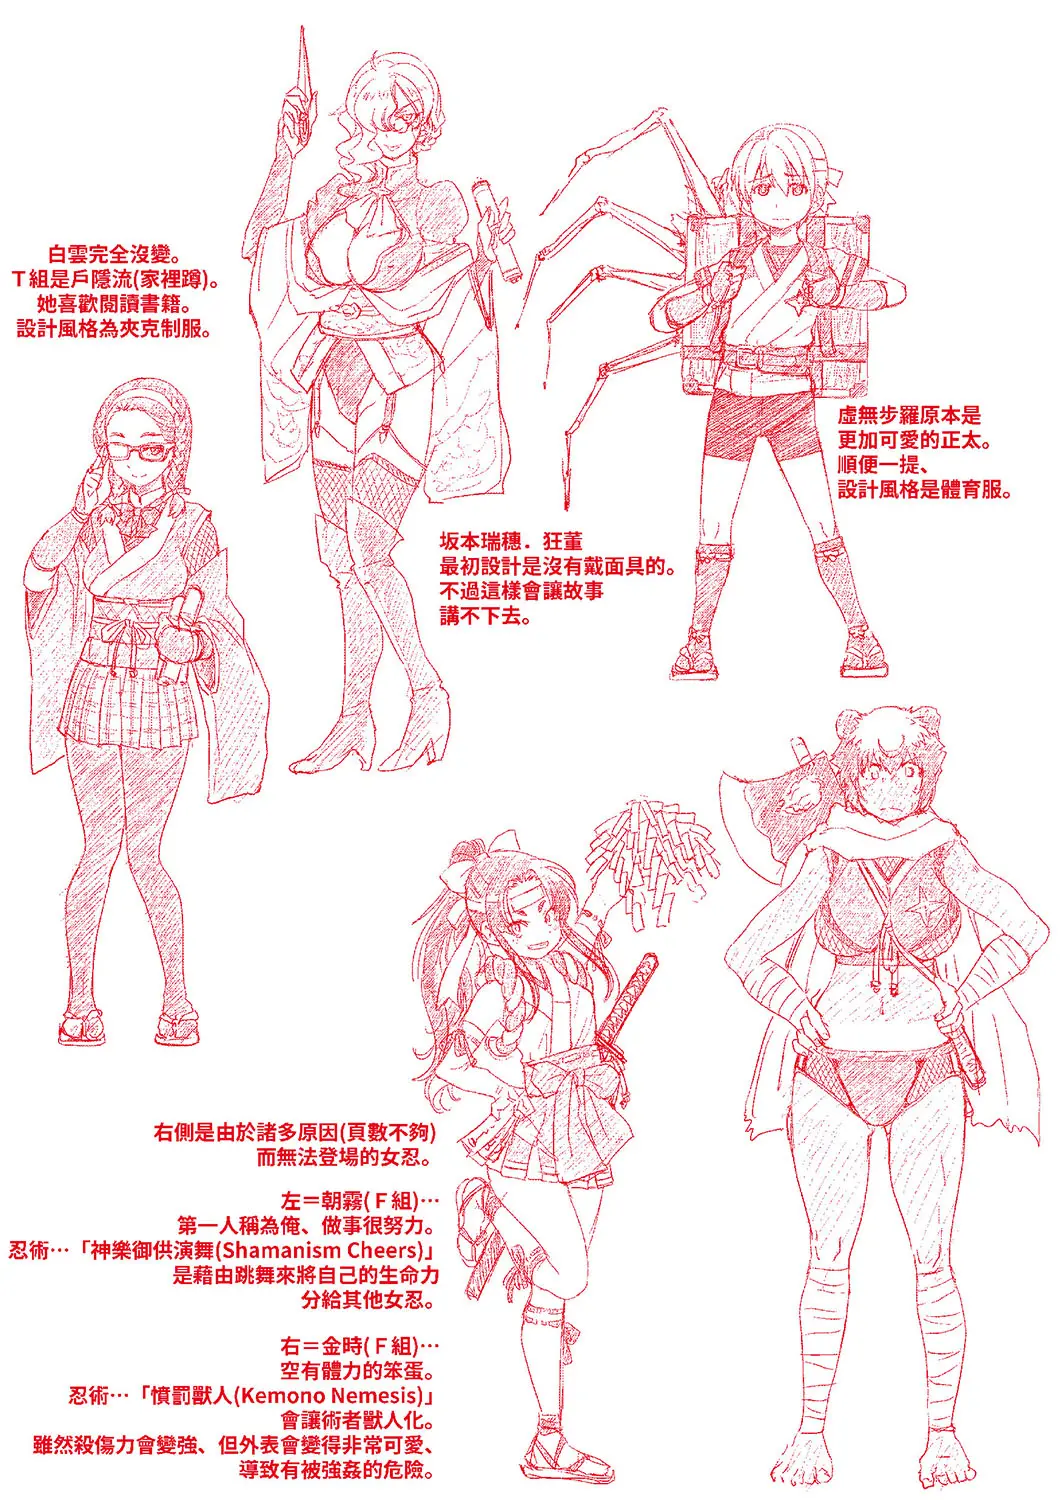 白雲完全沒變。
T組是戶隱流(家裡蹲)。
她喜歡閱讀書籍。
設計風格為夾克制服。
虛無步羅原本是
更加可愛的正太。
順便一提、
設計風格是體育服。
坂本瑞穗．狂董
最初設計是沒有戴面具的。
不過這樣會讓故事
講不下去。
右側是由於諸多原因(頁數不夠)
而無法登場的女忍。
左＝朝霧(Ｆ組)…
第一人稱為俺、做事很努力。
忍術…「神樂御供演舞(Shamanism Cheers)」
是藉由跳舞來將自己的生命力
分給其他女忍。
右＝金時(Ｆ組)…
空有體力的笨蛋。
忍術…「憤罰獸人(Kemono Nemesis)」
會讓術者獸人化。
雖然殺傷力會變強、但外表會變得非常可愛、
導致有被強姦的危險。